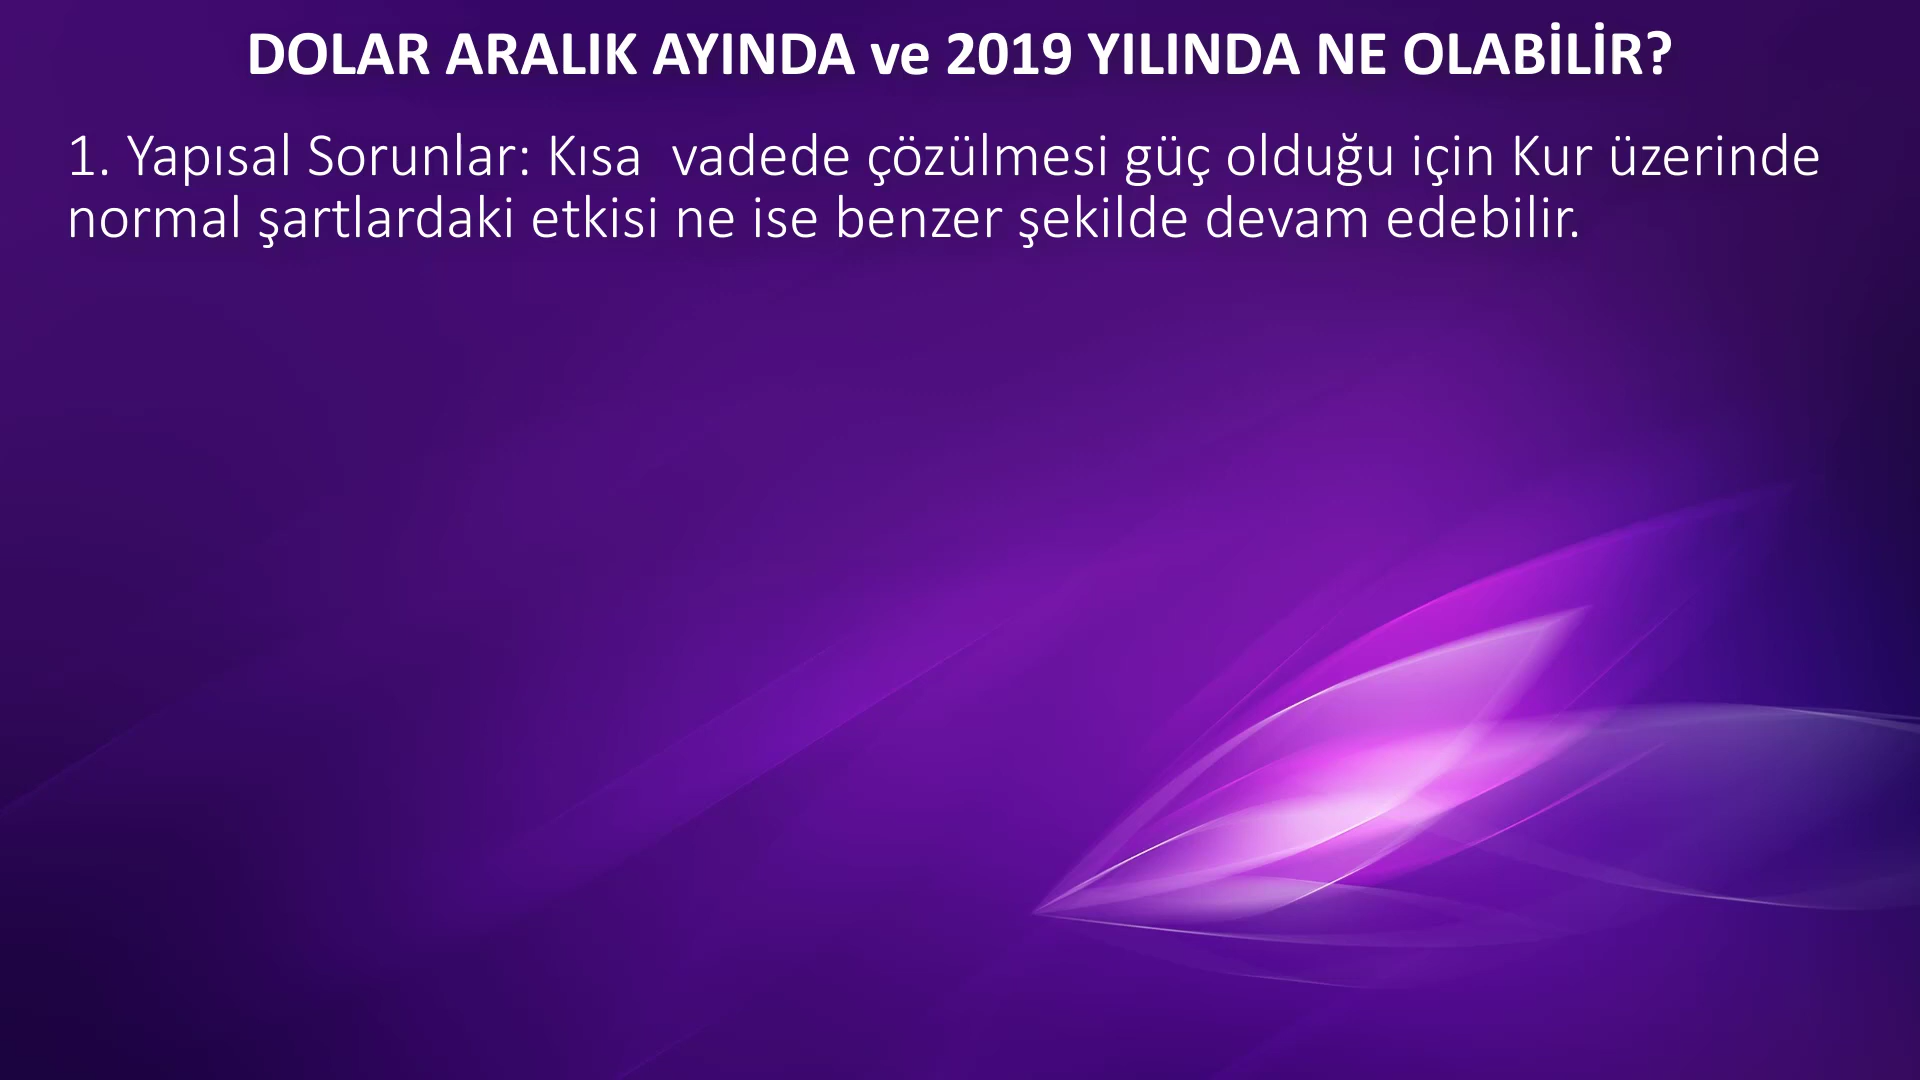 DOLAR ARALIK AYINDA ve 2019 YILINDA NE OLABİLİR?
1. Yapısal Sorunlar: Kısa  vadede çözülmesi güç olduğu için Kur üzerinde
normal şartlardaki etkisi ne ise benzer şekilde devam edebilir.